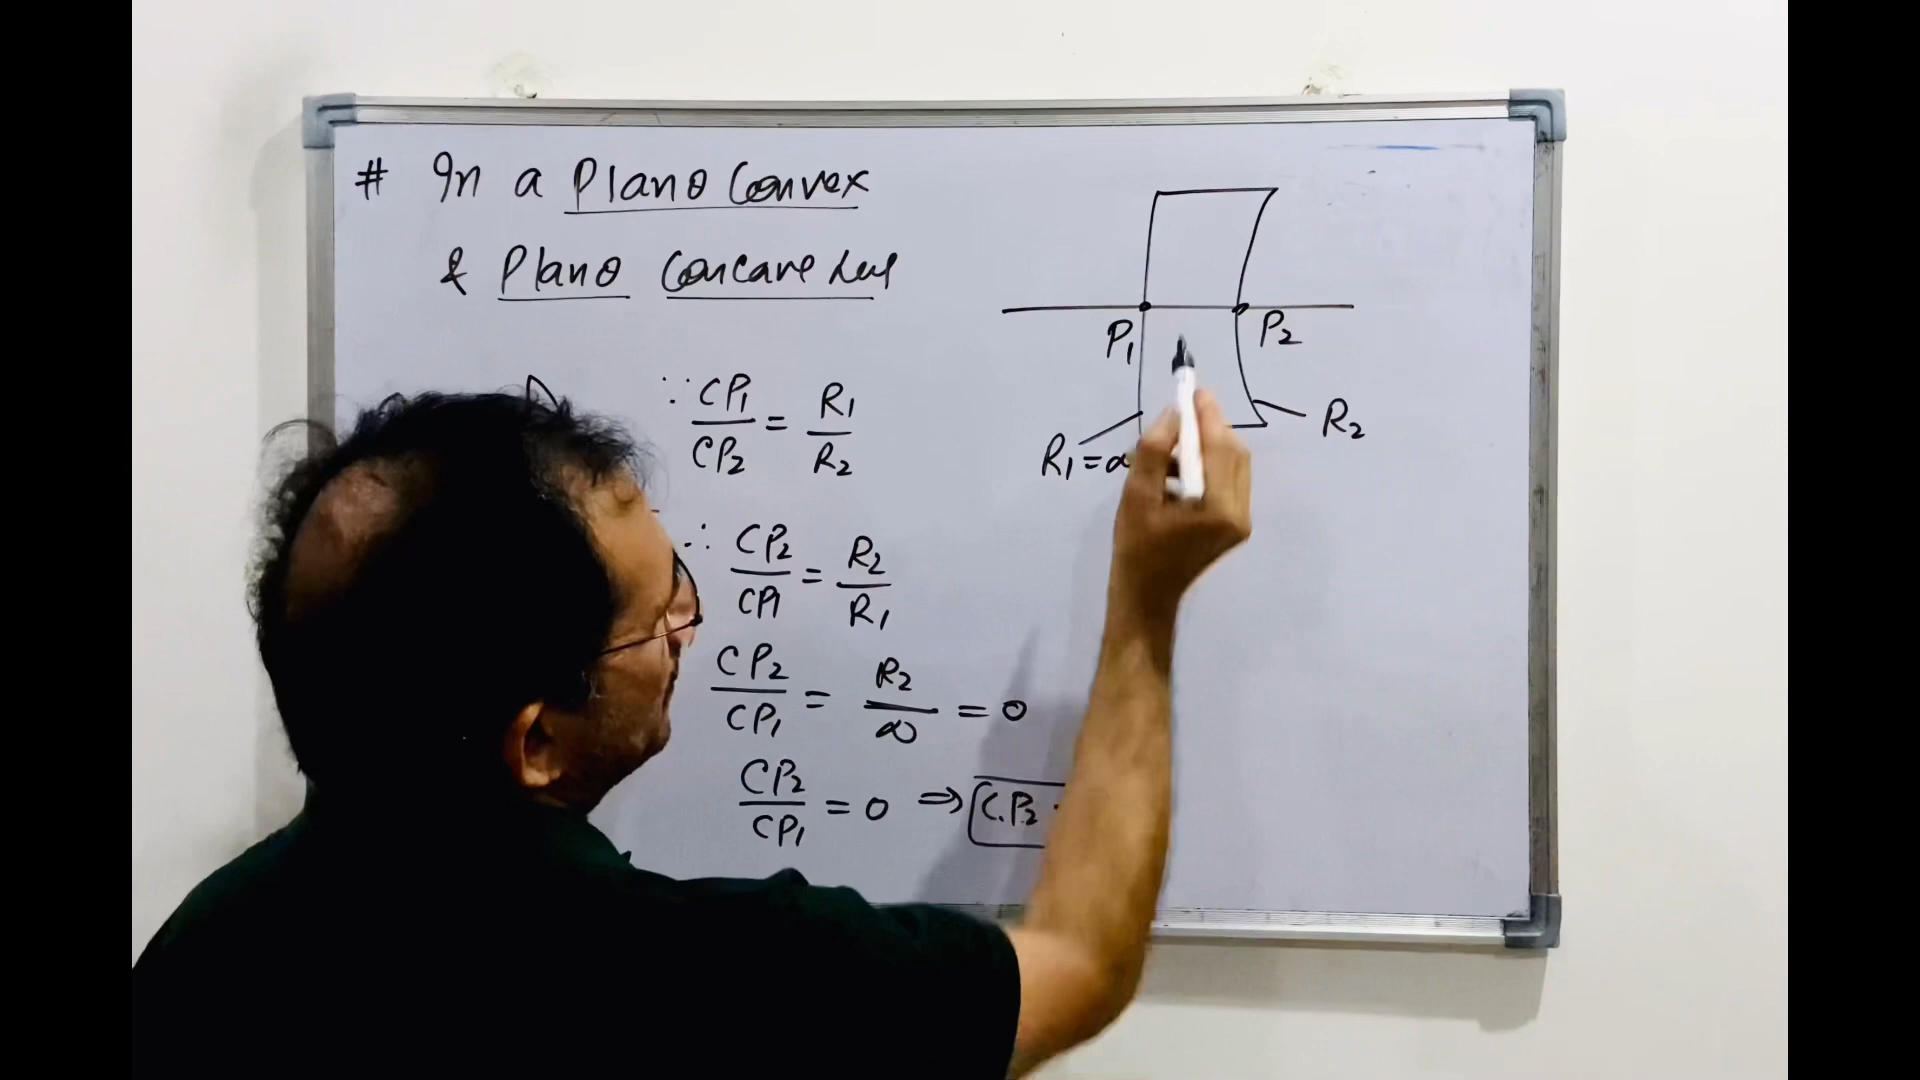 # In a Plano Convex
& Plano Concave Lens
∵ CP₁/CP₂ = R₁/R₂
∴ CP₂/CP₁ = R₂/R₁
CP₂/CP₁ = R₂/∞ = 0
CP₂/CP₁ = 0 ⇒ C.P₂
P₁
P₂
R₁ =
R₂